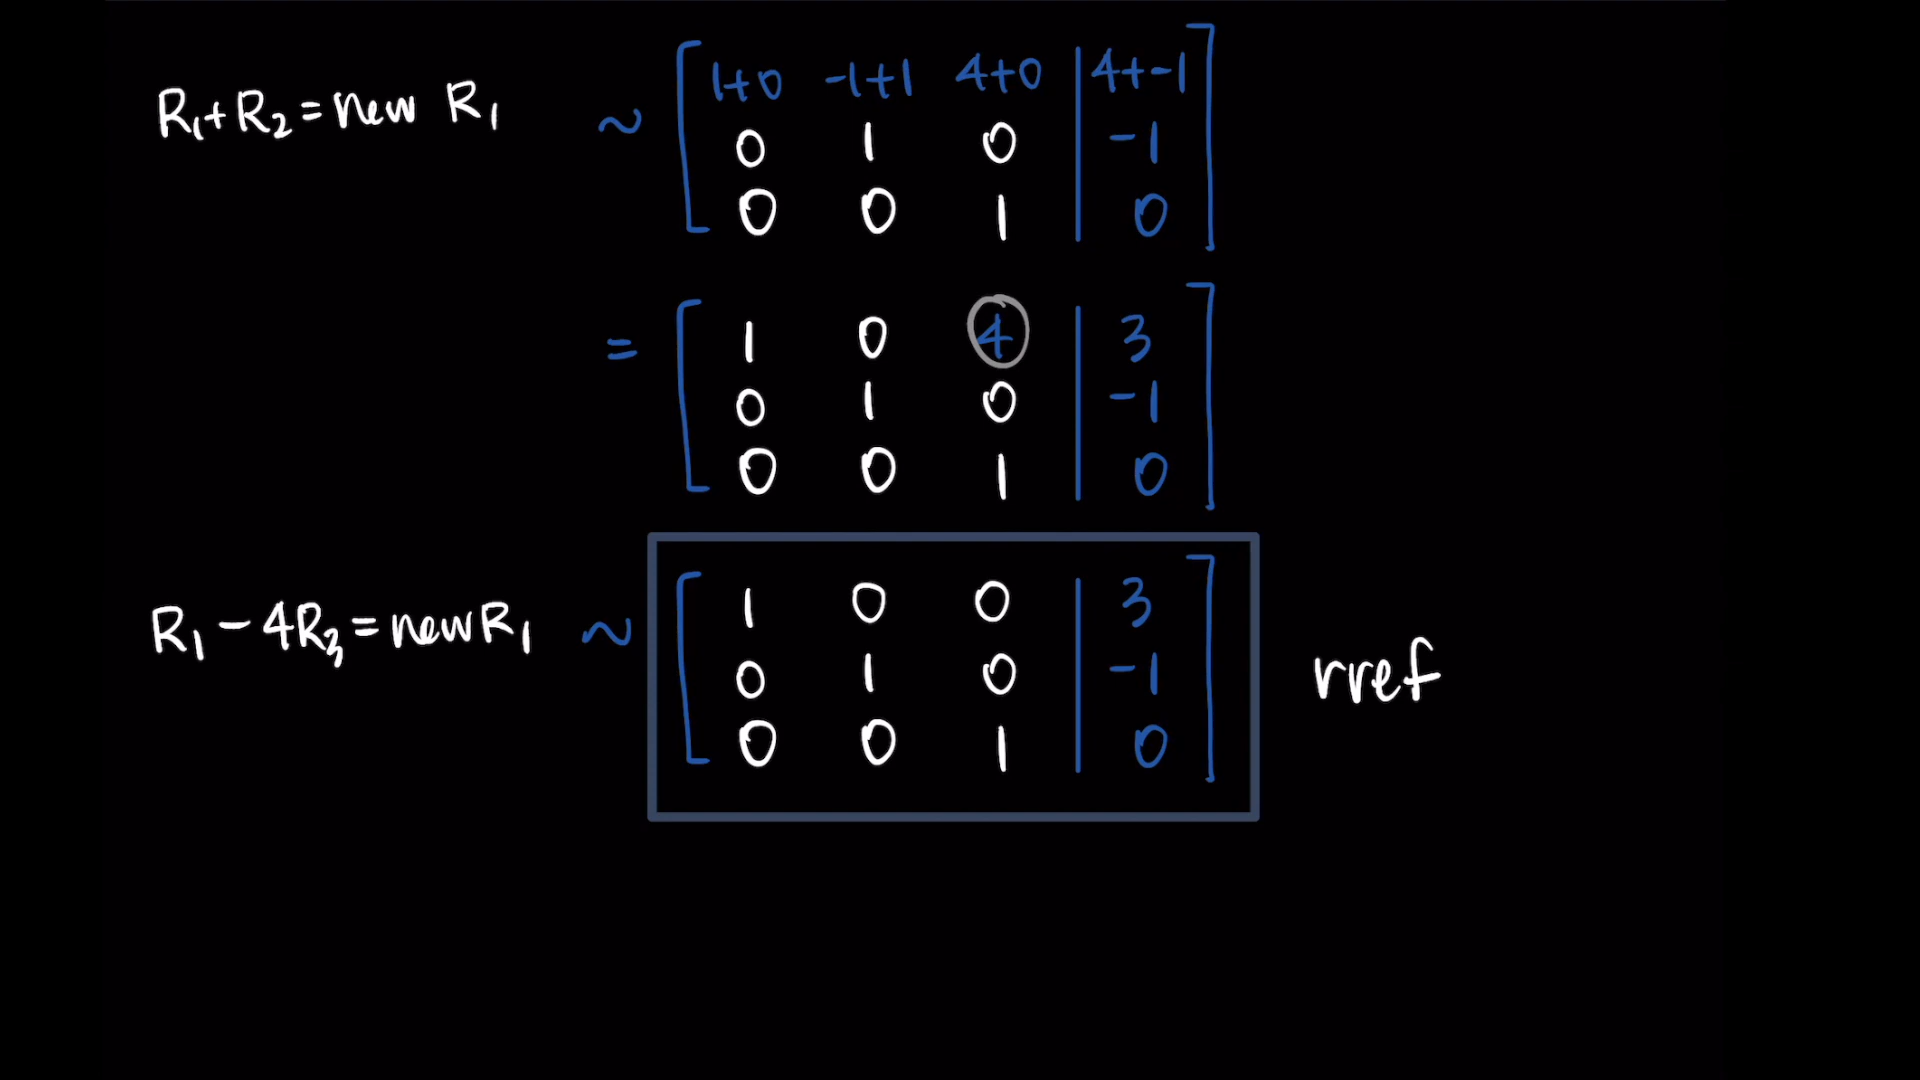 R₁+R₂=new R₁ ~ [ 1+0 -1+1 4+0 | 4+-1 ]
0 1 0 | -1
0 0 1 | 0
= [ 1 0 4 | 3 ]
0 1 0 | -1
0 0 1 | 0
R₁-4R₃=new R₁ ~ [ 1 0 0 | 3 ]
0 1 0 | -1 rref
0 0 1 | 0